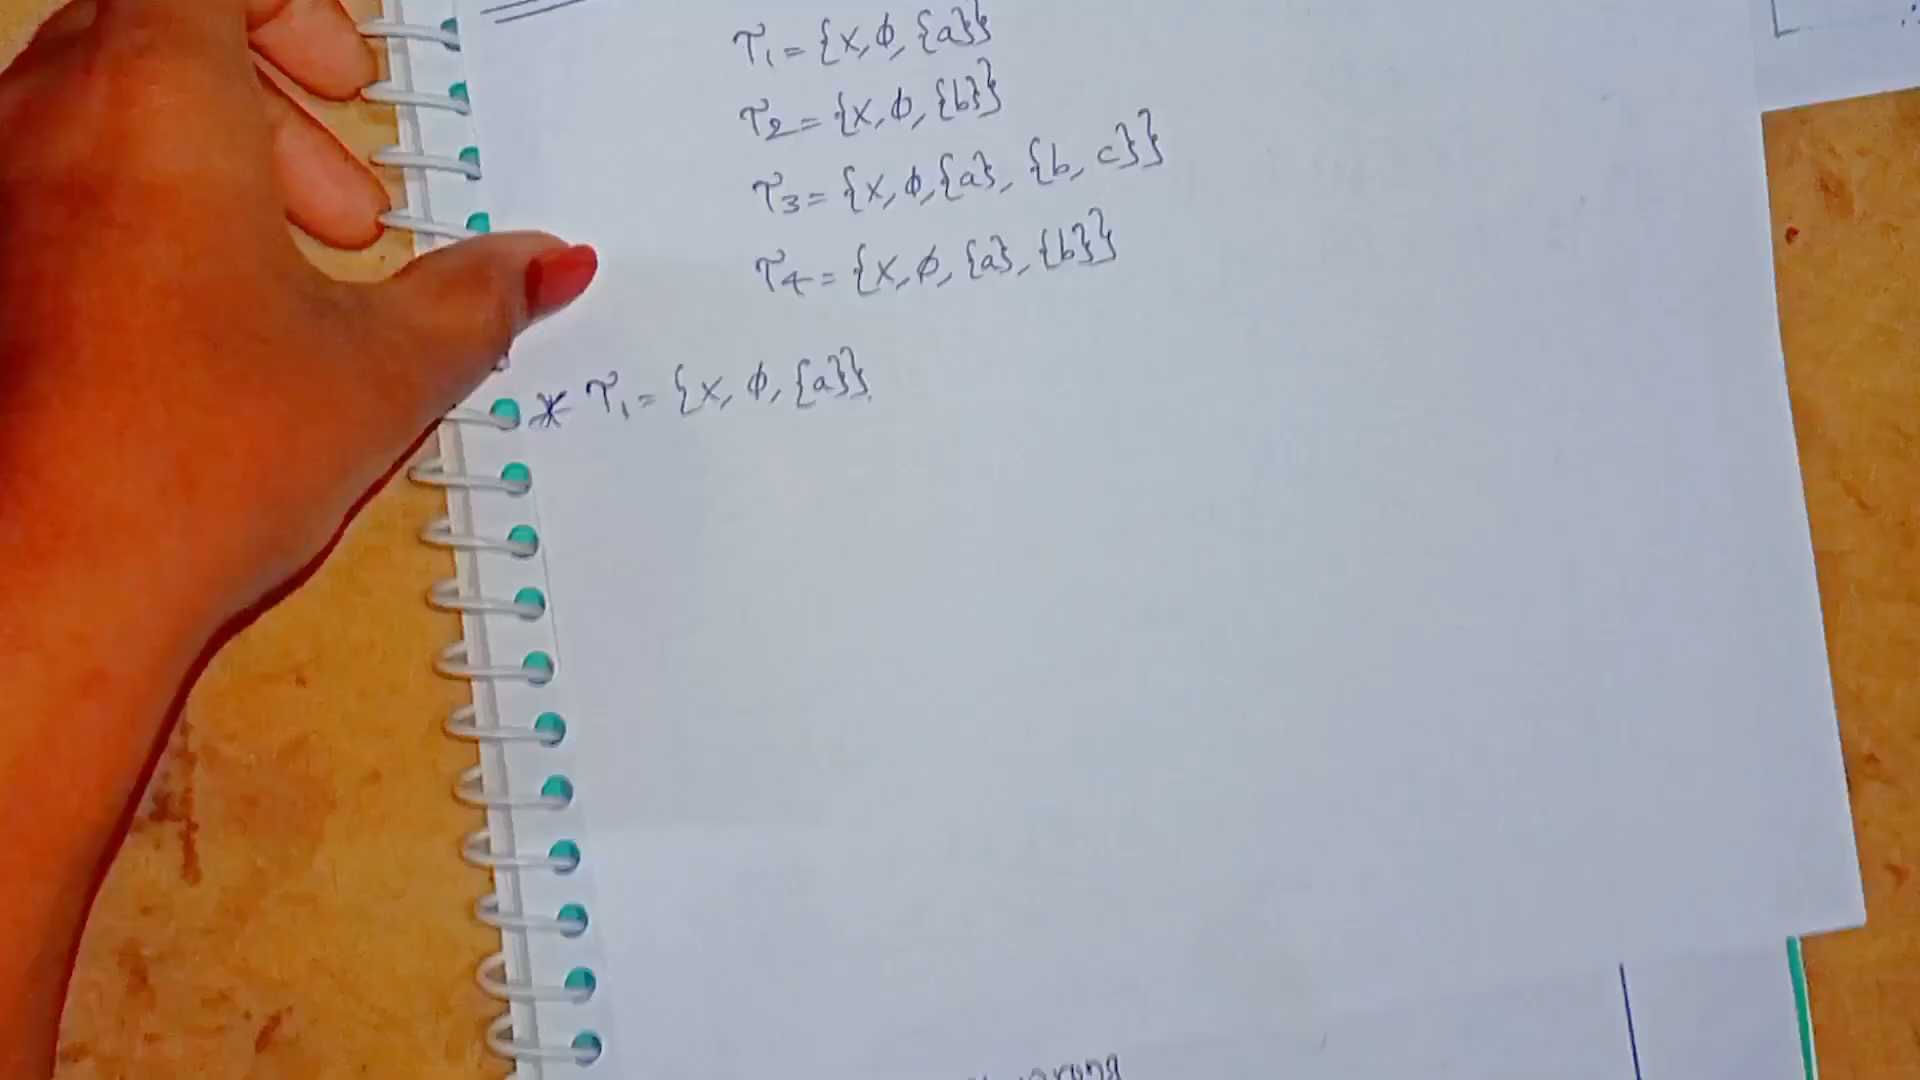 τ₁ = {x, ϕ, {a}}
τ₂ = {x, ϕ, {b}}
τ₃ = {x, ϕ, {a}, {b, c}}
τ₄ = {x, ϕ, {a}, {b}}
* τ₁ = {x, ϕ, {a}}